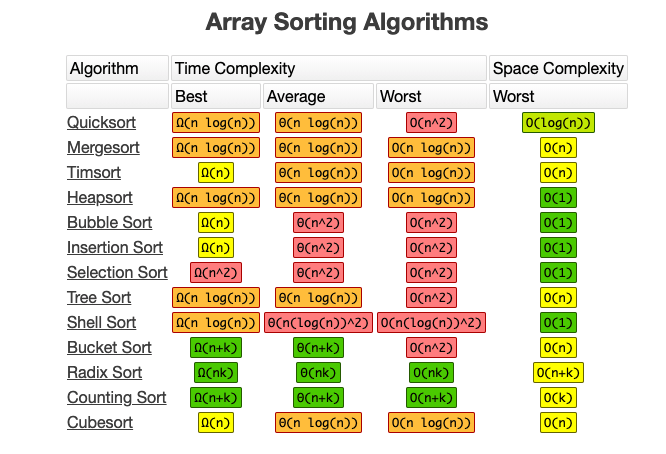 Array Sorting Algorithms
Algorithm Time Complexity Space Complexity
Best Average Worst Worst
Quicksort Ω(n log(n)) θ(n log(n)) O(n^2) O(log(n))
Mergesort Ω(n log(n)) θ(n log(n)) O(n log(n)) O(n)
Timsort Ω(n) θ(n log(n)) O(n log(n)) O(n)
Heapsort Ω(n log(n)) θ(n log(n)) O(n log(n)) O(1)
Bubble Sort Ω(n) θ(n^2) O(n^2) O(1)
Insertion Sort Ω(n) θ(n^2) O(n^2) O(1)
Selection Sort Ω(n^2) θ(n^2) O(n^2) O(1)
Tree Sort Ω(n log(n)) θ(n log(n)) O(n^2) O(n)
Shell Sort Ω(n log(n)) θ(n(log(n))^2) O(n(log(n))^2) O(1)
Bucket Sort Ω(n+k) θ(n+k) O(n^2) O(n)
Radix Sort Ω(nk) θ(nk) O(nk) O(n+k)
Counting Sort Ω(n+k) θ(n+k) O(n+k) O(k)
Cubesort Ω(n) θ(n log(n)) O(n log(n)) O(n)